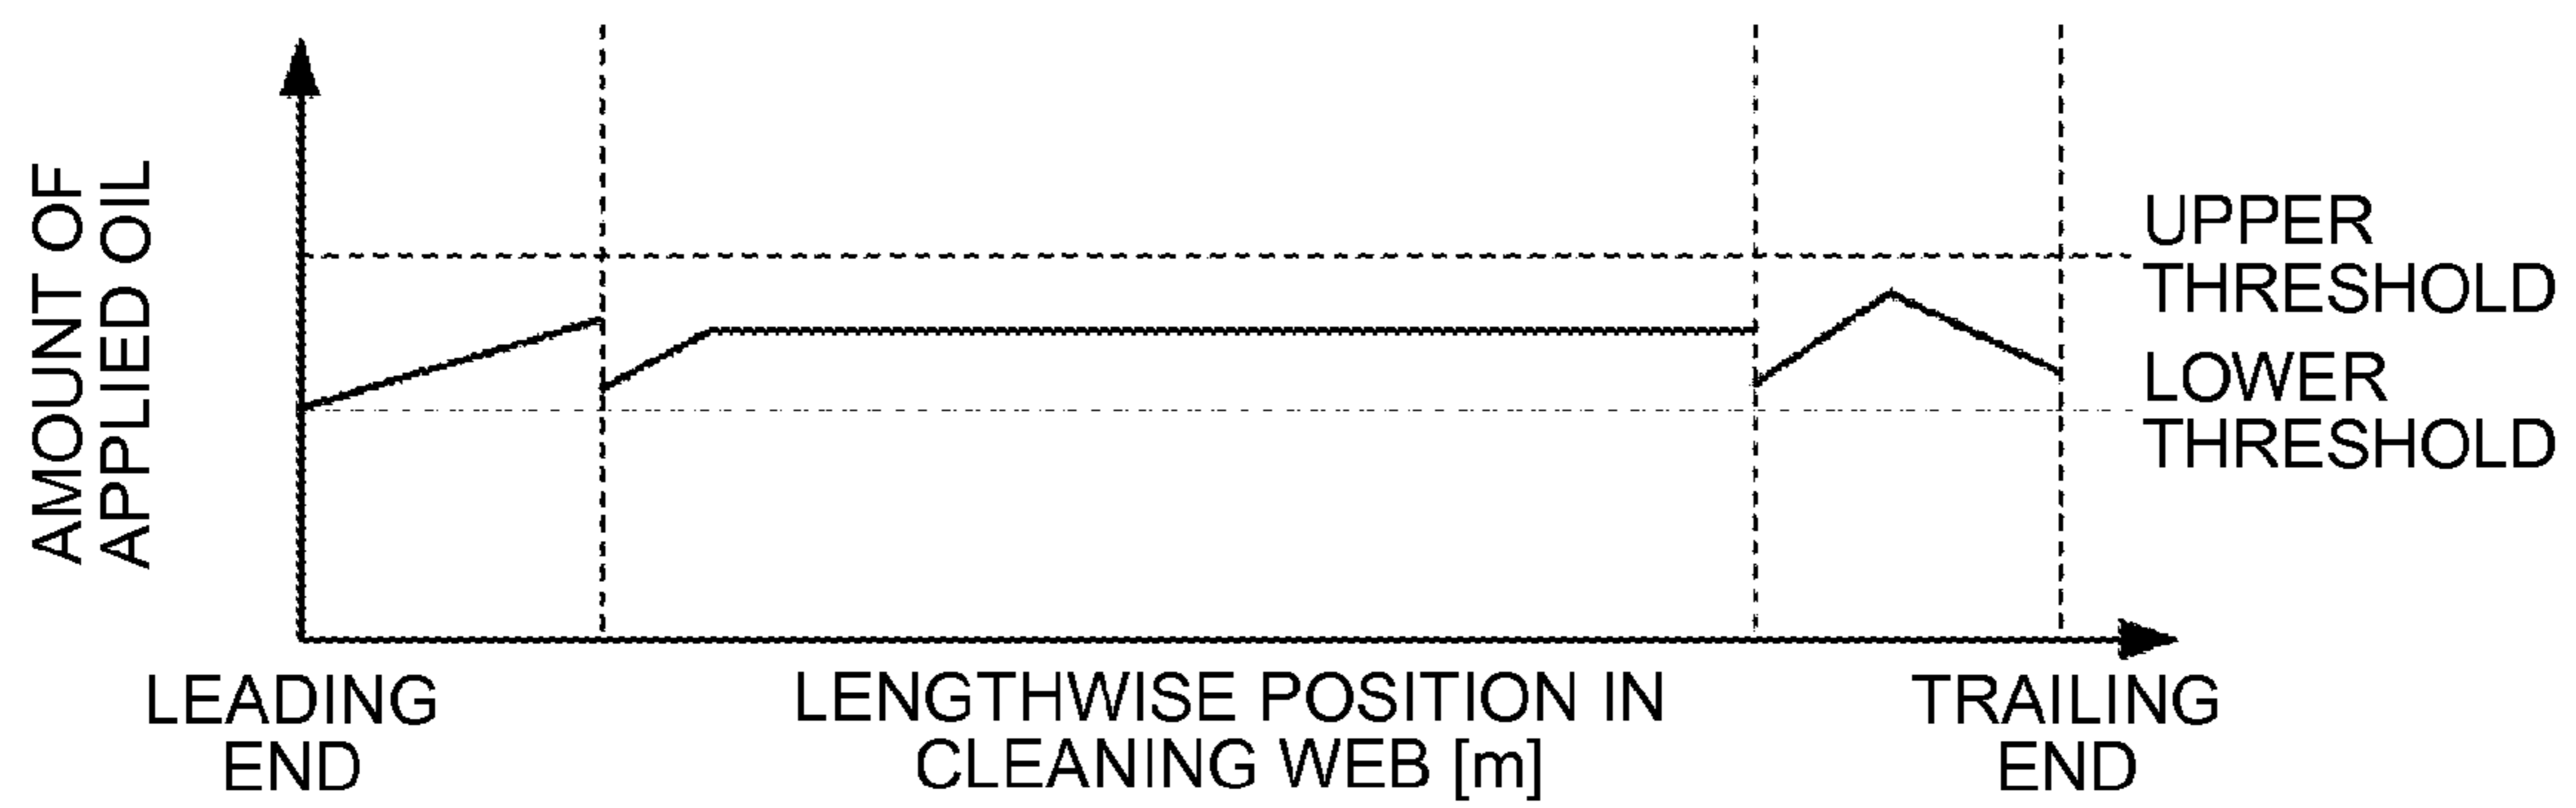 AMOUNT OF
APPLIED OIL
UPPER
THRESHOLD
LOWER
THRESHOLD
LEADING
END
LENGTHWISE POSITION IN
CLEANING WEB [m]
TRAILING
END